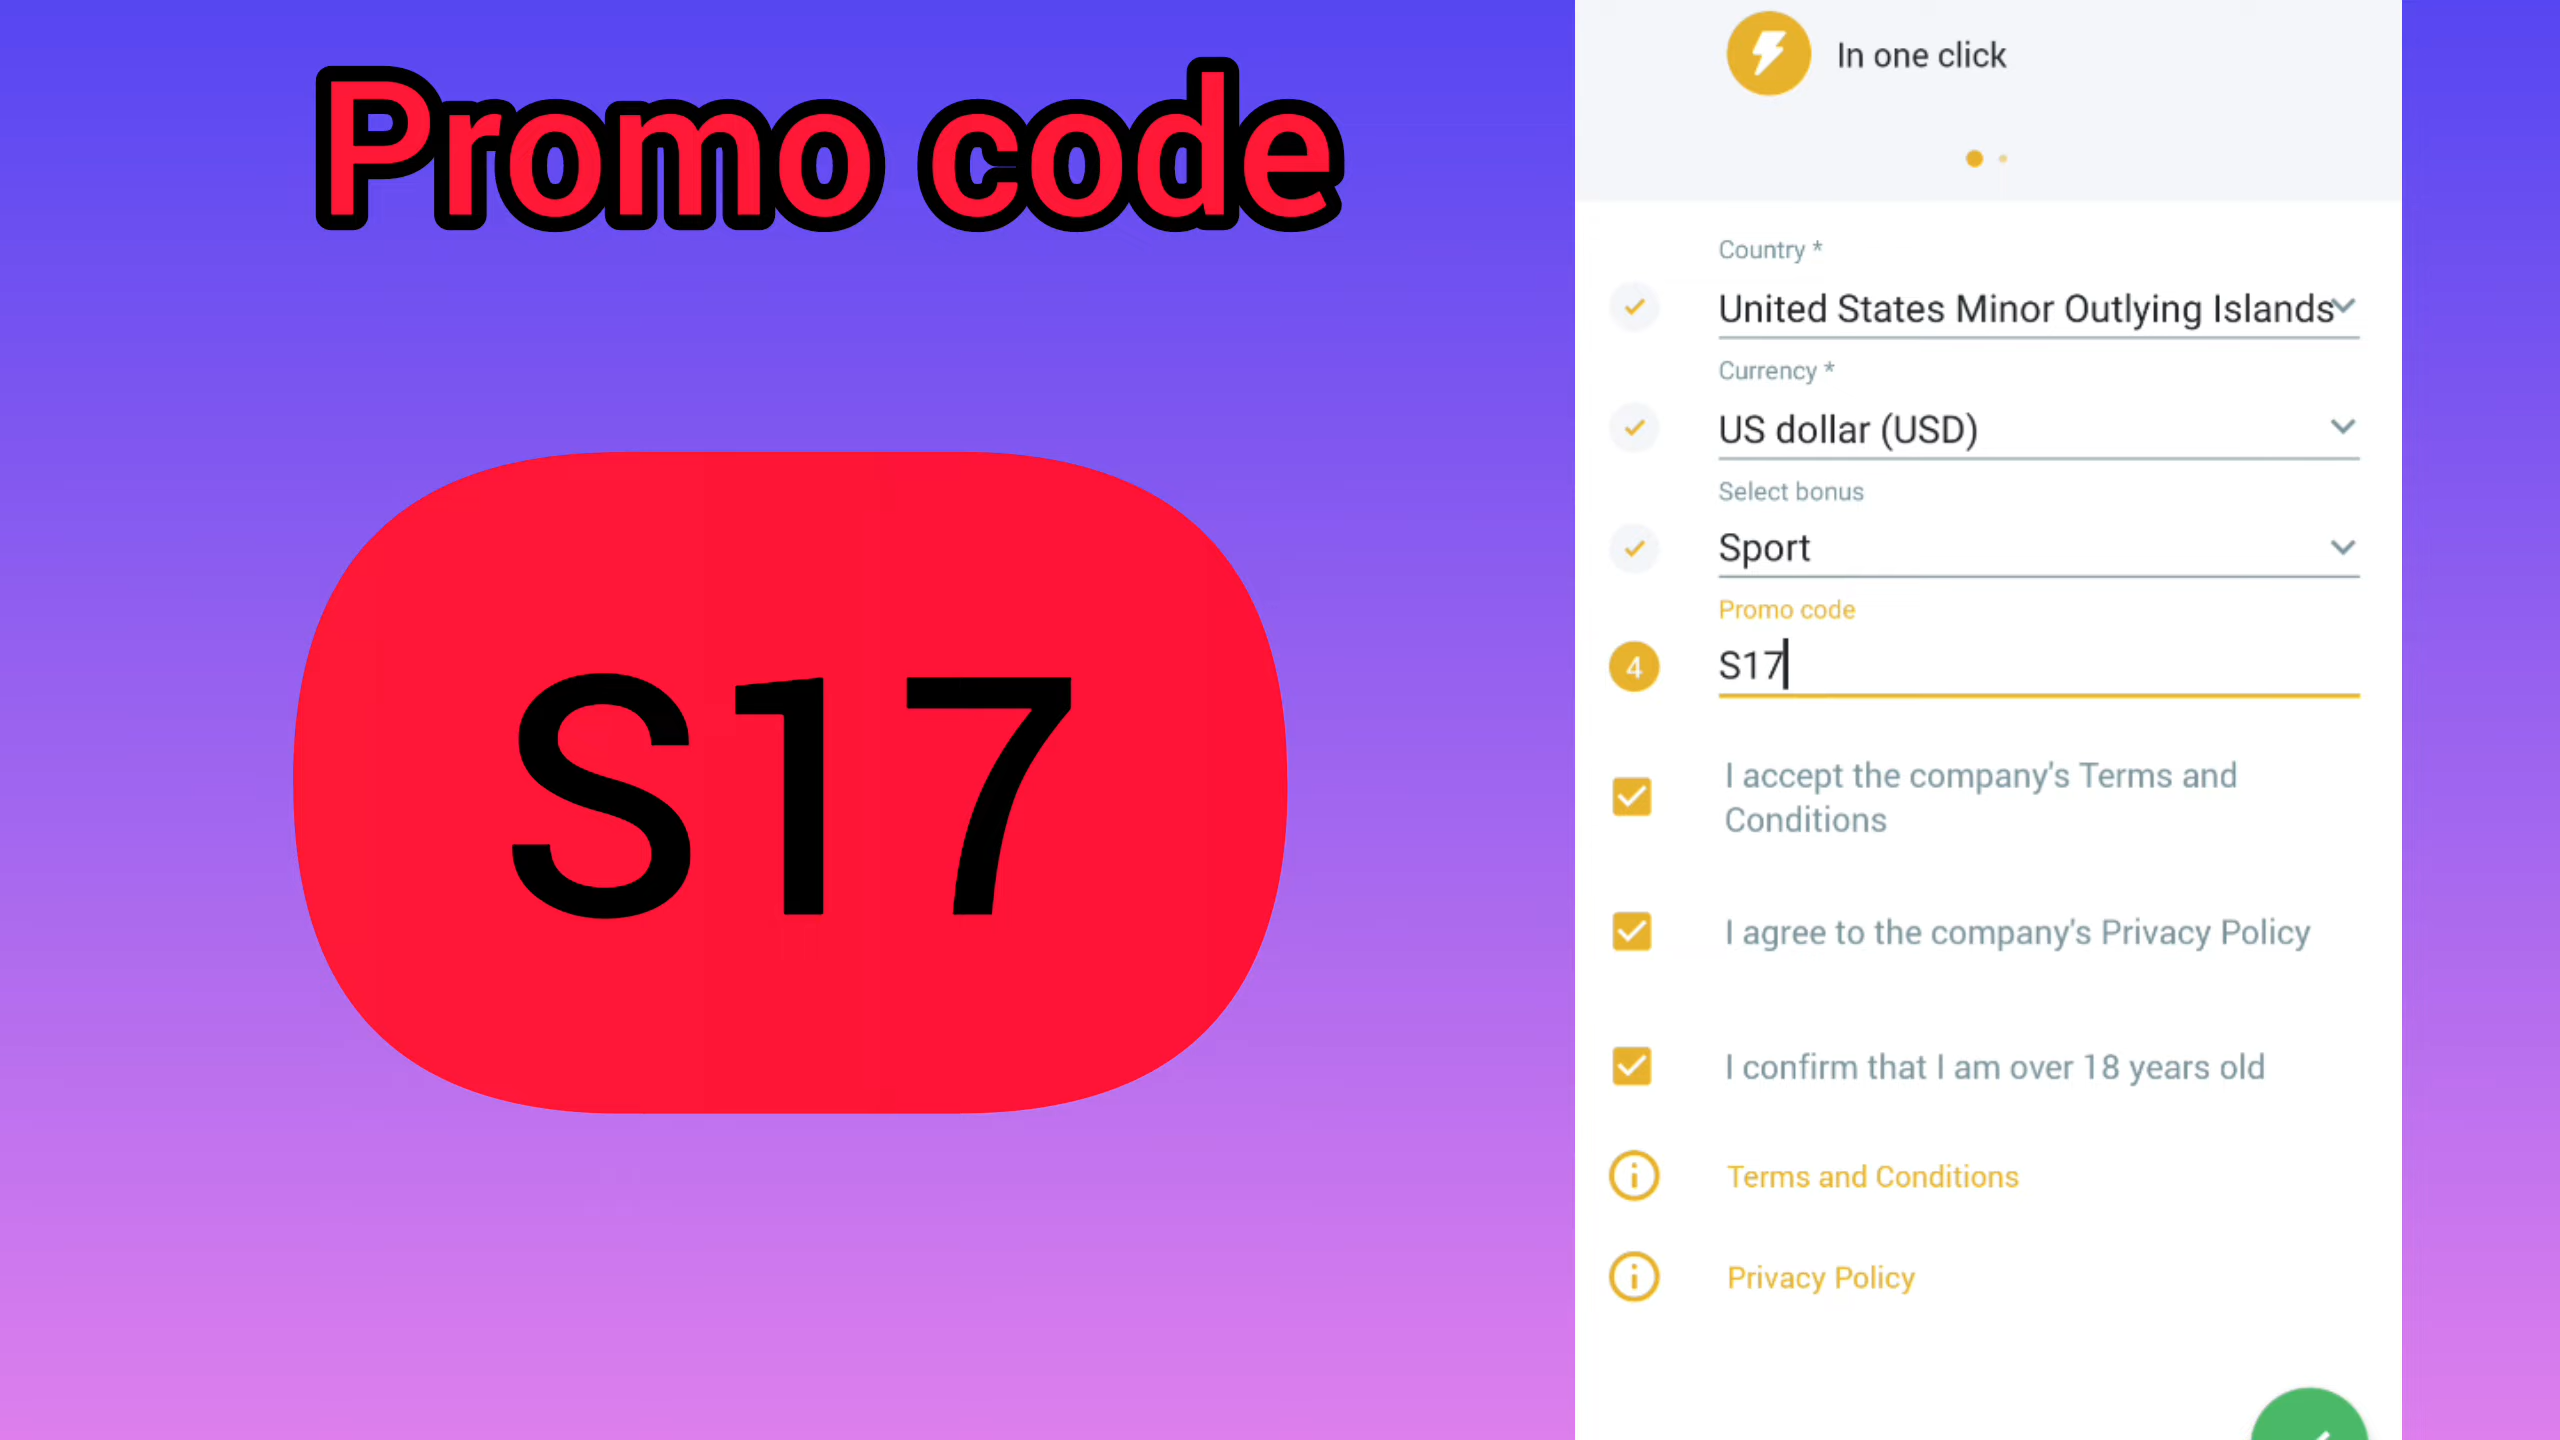 Promo code
S17
In one click
Country *
United States Minor Outlying Islands
Currency *
US dollar (USD)
Select bonus
Sport
Promo code
4
S17
I accept the company's Terms and
Conditions
I agree to the company's Privacy Policy
I confirm that I am over 18 years old
Terms and Conditions
Privacy Policy